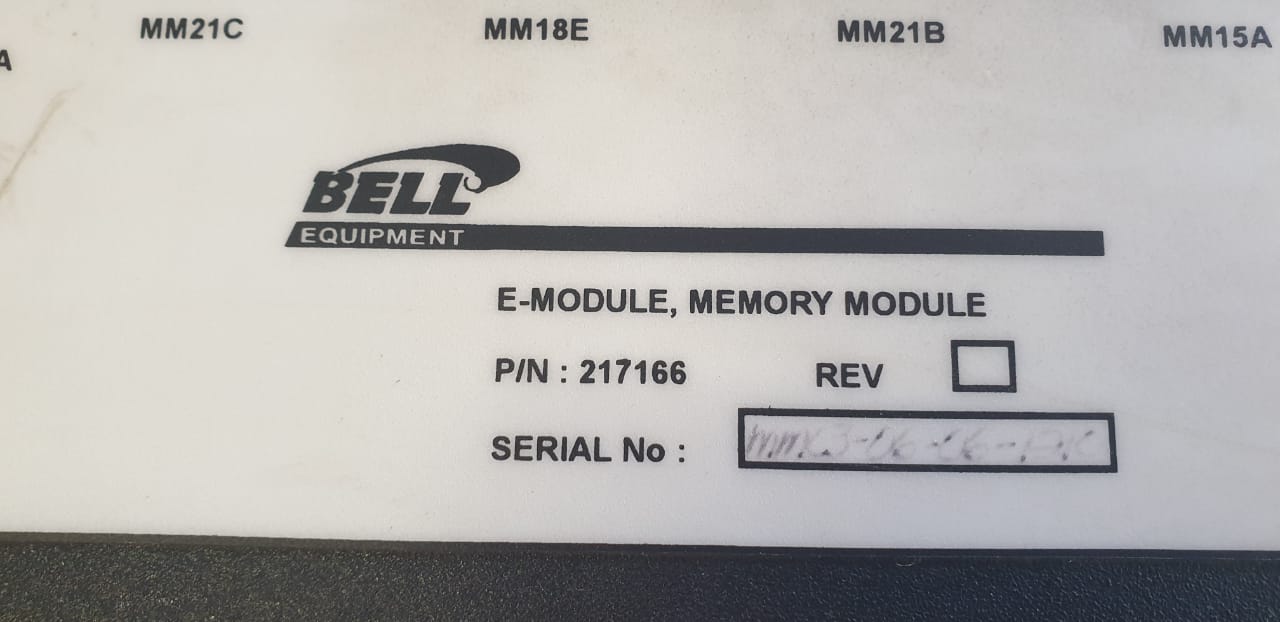 MM21C MM18E MM21B MM15A
A
BELL
EQUIPMENT
E-MODULE, MEMORY MODULE
P/N : 217166 REV
SERIAL No :